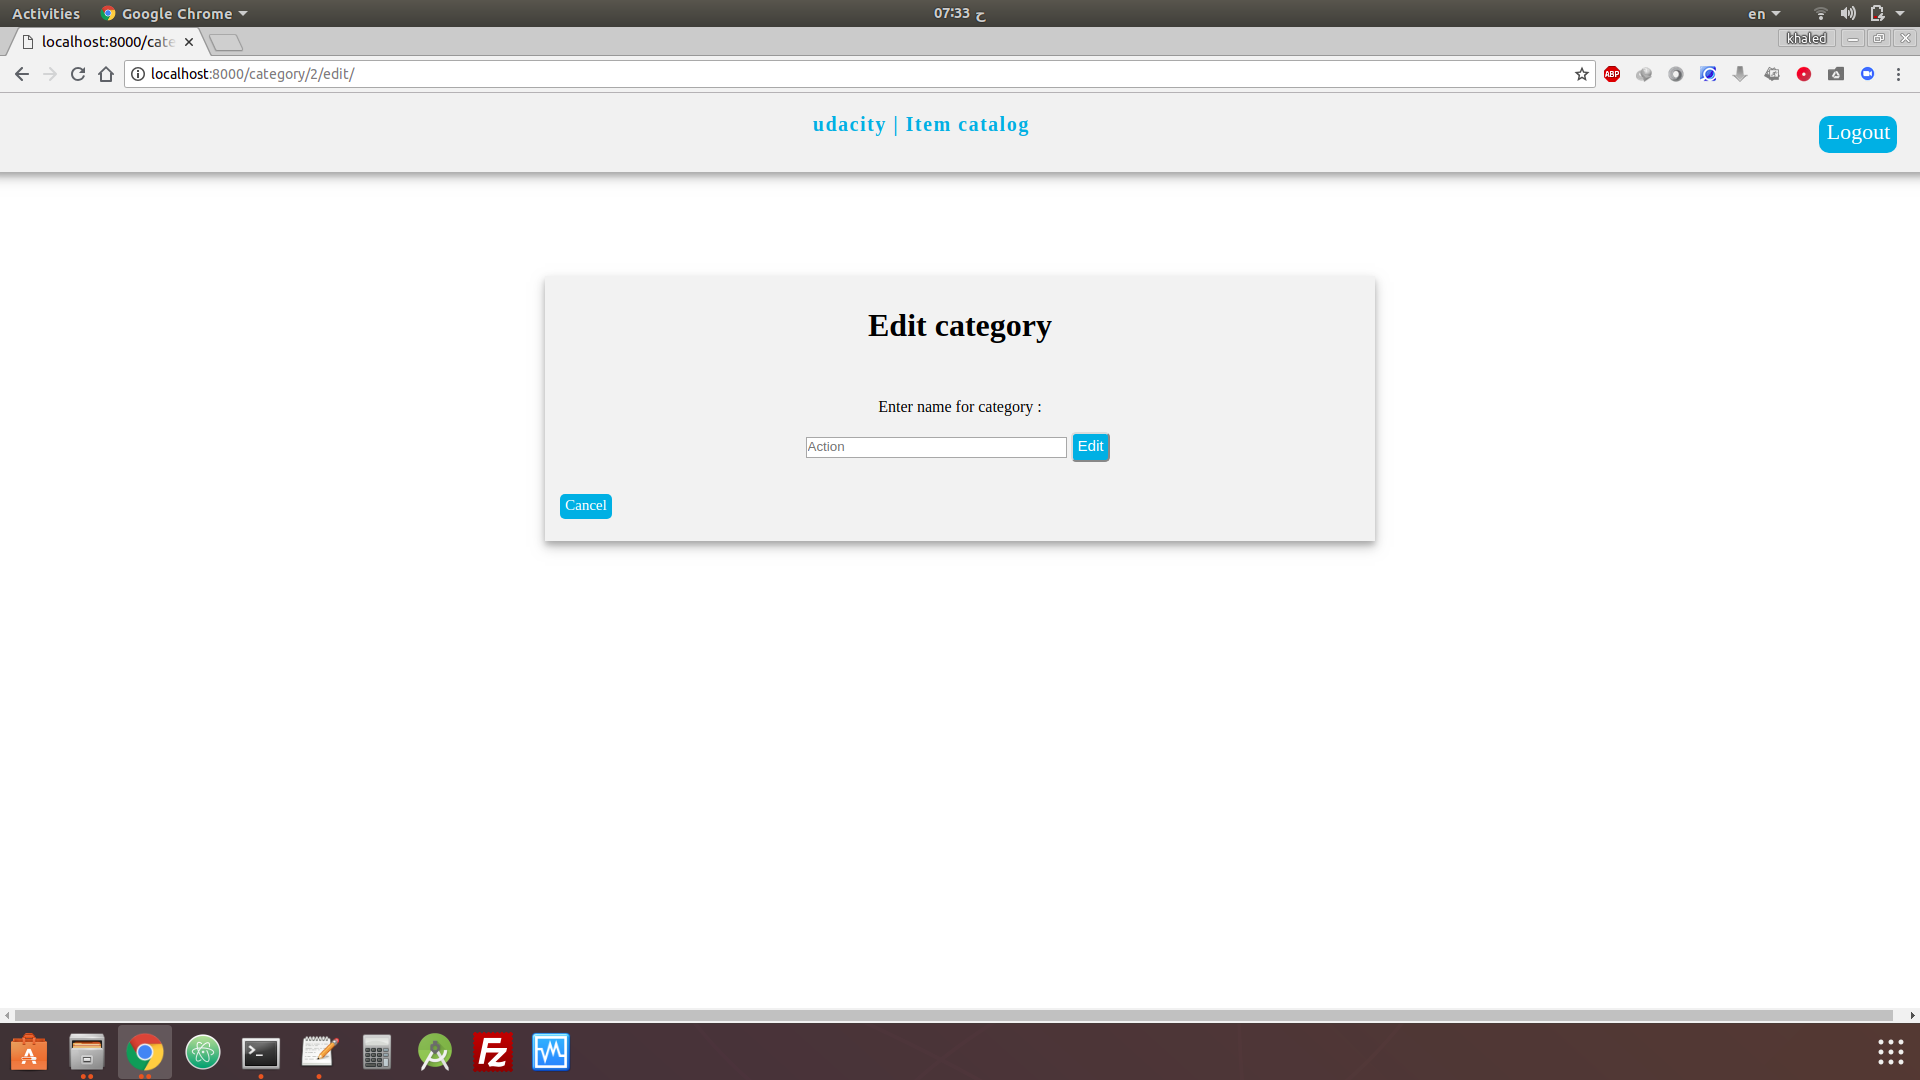 Activities Google Chrome 07:33 ح en
localhost:8000/cate khaled
localhost:8000/category/2/edit/ ABP
udacity | Item catalog
Logout
Edit category
Enter name for category :
Action Edit
Cancel
Fz